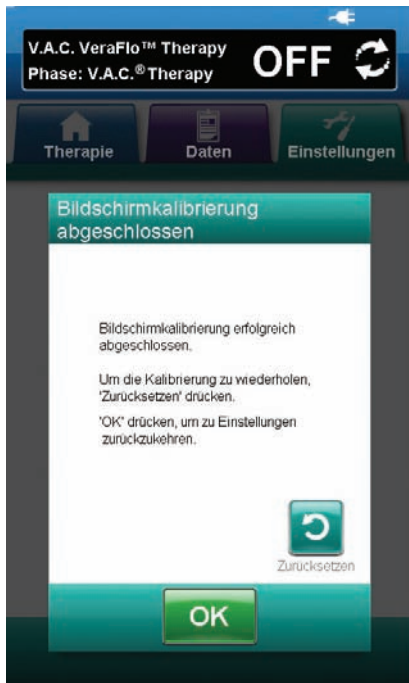 V.A.C. VeraFlo™ Therapy
Phase: V.A.C.® Therapy
OFF
Therapie
Daten
Einstellungen
Bildschirmkalibrierung
abgeschlossen
Bildschirmkalibrierung erfolgreich
abgeschlossen.
Um die Kalibrierung zu wiederholen,
'Zurücksetzen' drücken.
'OK' drücken, um zu Einstellungen
zurückzukehren.
Zurücksetzen
OK